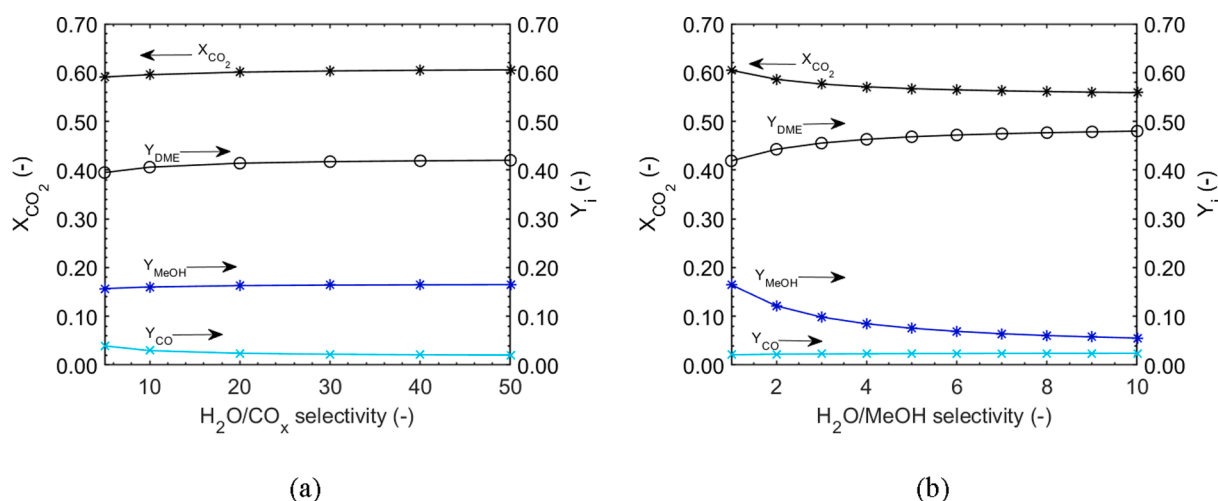 0.70
0.60
0.50
0.40
0.30
0.20
0.10
0.00
X_CO2 (-)
0.70
0.60
0.50
0.40
0.30
0.20
0.10
0.00
Y_i (-)
X_CO2
Y_DME
Y_MeOH
Y_CO
10 20 30 40 50
H2O/COx selectivity (-)
(a)
0.70
0.60
0.50
0.40
0.30
0.20
0.10
0.00
X_CO2 (-)
0.70
0.60
0.50
0.40
0.30
0.20
0.10
0.00
Y_i (-)
X_CO2
Y_DME
Y_MeOH
Y_CO
2 4 6 8 10
H2O/MeOH selectivity (-)
(b)